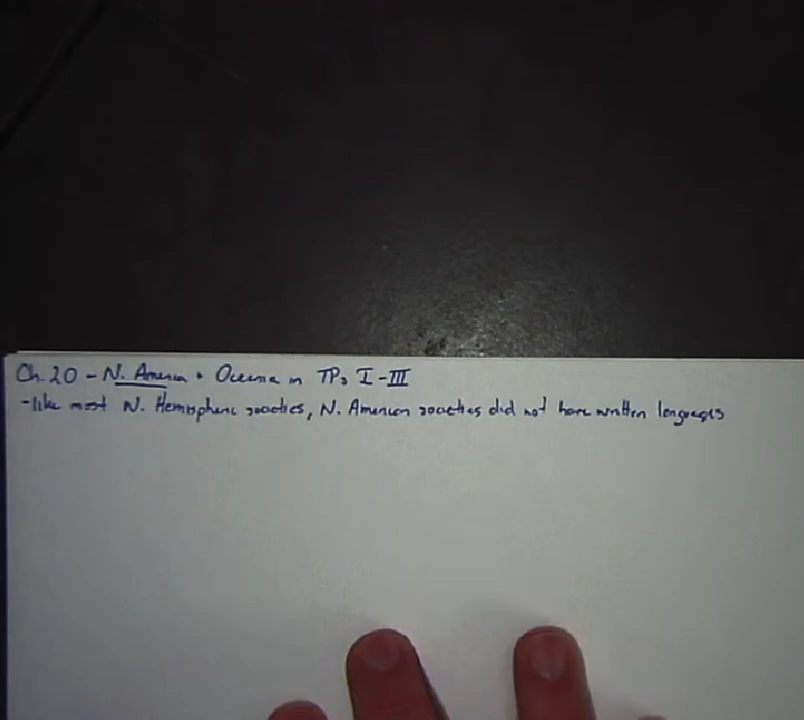 Ch. 20 - N. America + Oceania in TPs I-III
-like most N. Hemispheric societies, N. American societies did not have written languages